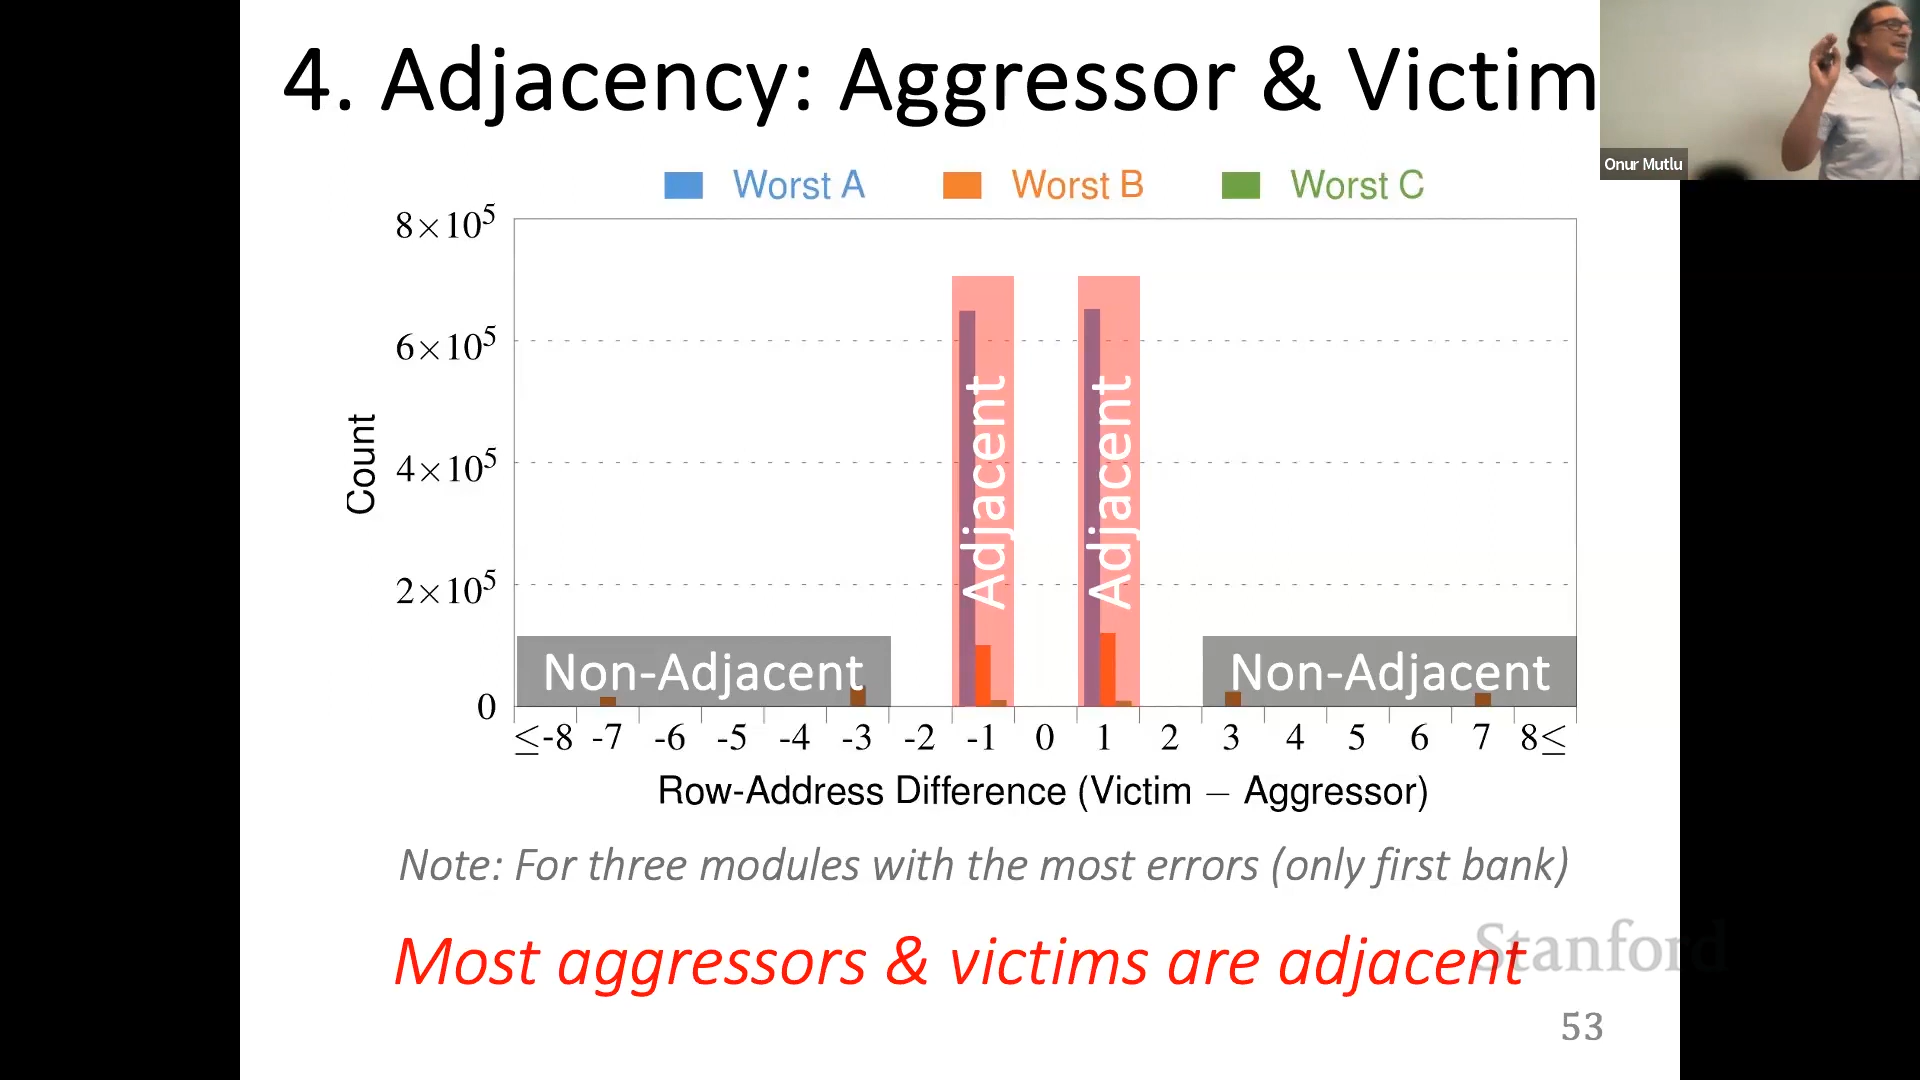 4. Adjacency: Aggressor & Victim
Onur Mutlu
Worst A Worst B Worst C
8×10⁵
6×10⁵
4×10⁵
2×10⁵
0
Count
Adjacent
Adjacent
Non-Adjacent
Non-Adjacent
≤-8 -7 -6 -5 -4 -3 -2 -1 0 1 2 3 4 5 6 7 8≤
Row-Address Difference (Victim − Aggressor)
Note: For three modules with the most errors (only first bank)
Most aggressors & victims are adjacent
Stanford
53